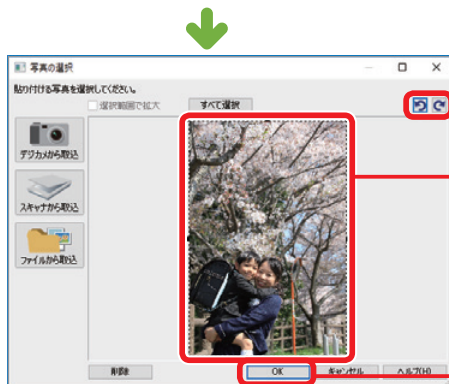 写真の選択
貼り付ける写真を選択してください。
選択範囲で拡大
すべて選択
デジカメから取込
スキャナから取込
ファイルから取込
削除
OK
キャンセル
ヘルプ(H)